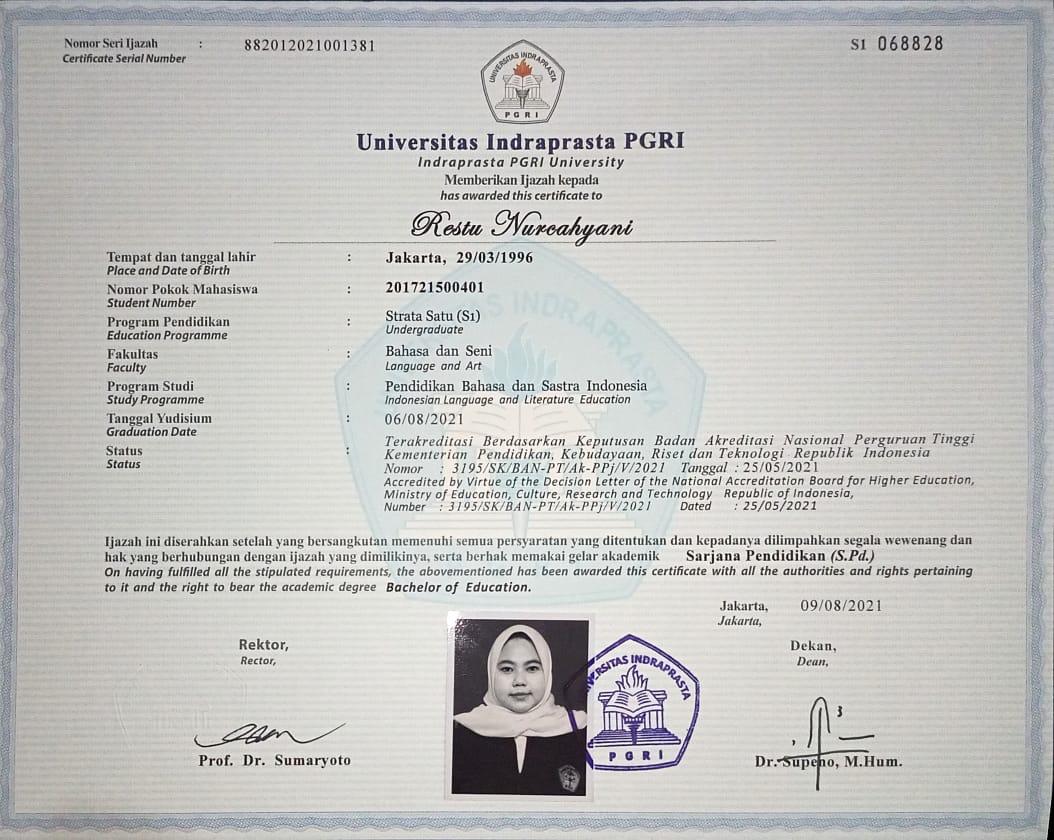 Nomor Seri Ijazah : 882012021001381 S1 068828
Certificate Serial Number
UNIVERSITAS INDRAPRASTA
PGRI
Universitas Indraprasta PGRI
Indraprasta PGRI University
Memberikan Ijazah kepada
has awarded this certificate to
Restu Nurcahyani
Tempat dan tanggal lahir : Jakarta, 29/03/1996
Place and Date of Birth
Nomor Pokok Mahasiswa : 201721500401
Student Number
Program Pendidikan : Strata Satu (S1)
Education Programme Undergraduate
Fakultas : Bahasa dan Seni
Faculty Language and Art
Program Studi : Pendidikan Bahasa dan Sastra Indonesia
Study Programme Indonesian Language and Literature Education
Tanggal Yudisium : 06/08/2021
Graduation Date
Status : Terakreditasi Berdasarkan Keputusan Badan Akreditasi Nasional Perguruan Tinggi
Status Kementerian Pendidikan, Kebudayaan, Riset dan Teknologi Republik Indonesia
Nomor : 3195/SK/BAN-PT/Ak-PPj/V/2021 Tanggal : 25/05/2021
Accredited by Virtue of the Decision Letter of the National Accreditation Board for Higher Education,
Ministry of Education, Culture, Research and Technology Republic of Indonesia,
Number : 3195/SK/BAN-PT/Ak-PPj/V/2021 Dated : 25/05/2021
Ijazah ini diserahkan setelah yang bersangkutan memenuhi semua persyaratan yang ditentukan dan kepadanya dilimpahkan segala wewenang dan
hak yang berhubungan dengan ijazah yang dimilikinya, serta berhak memakai gelar akademik Sarjana Pendidikan (S.Pd.)
On having fulfilled all the stipulated requirements, the abovementioned has been awarded this certificate with all the authorities and rights pertaining
to it and the right to bear the academic degree Bachelor of Education.
Jakarta, 09/08/2021
Jakarta,
Rektor, Dekan,
Rector, Dean,
Prof. Dr. Sumaryoto Dr. Supeno, M.Hum.
VERSITAS INDRAPRASTA
PGRI